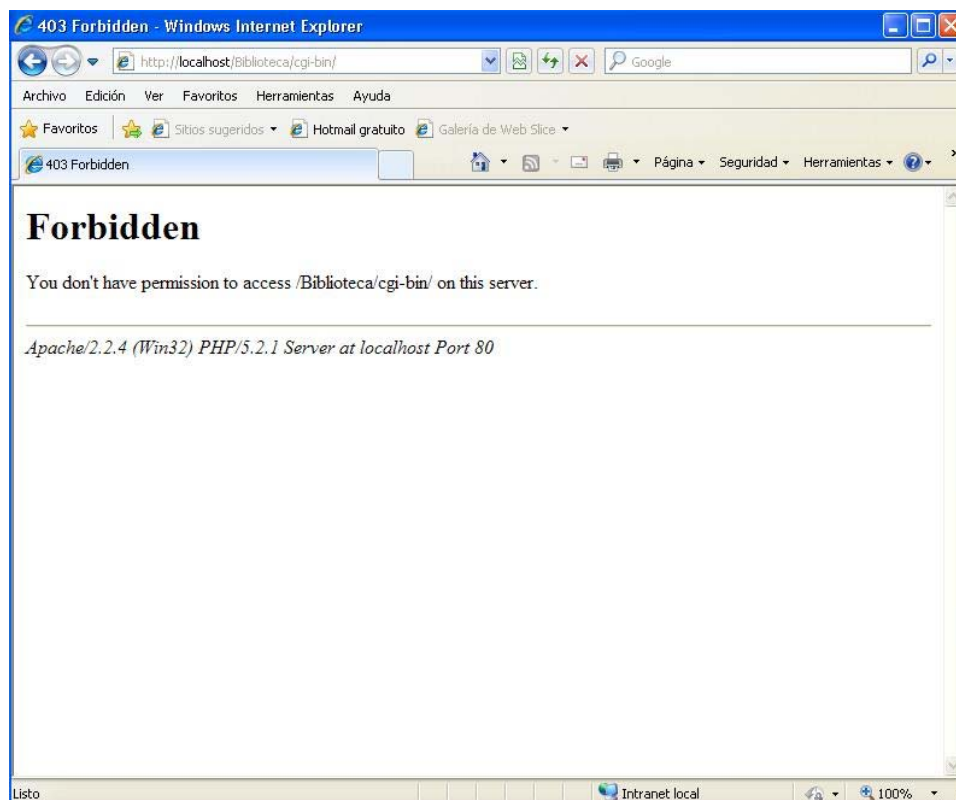 403 Forbidden - Windows Internet Explorer
http://localhost/Biblioteca/cgi-bin/
Google
Archivo Edición Ver Favoritos Herramientas Ayuda
Favoritos Sitios sugeridos Hotmail gratuito Galería de Web Slice
403 Forbidden Página Seguridad Herramientas
Forbidden
You don't have permission to access /Biblioteca/cgi-bin/ on this server.
Apache/2.2.4 (Win32) PHP/5.2.1 Server at localhost Port 80
Listo Intranet local 100%